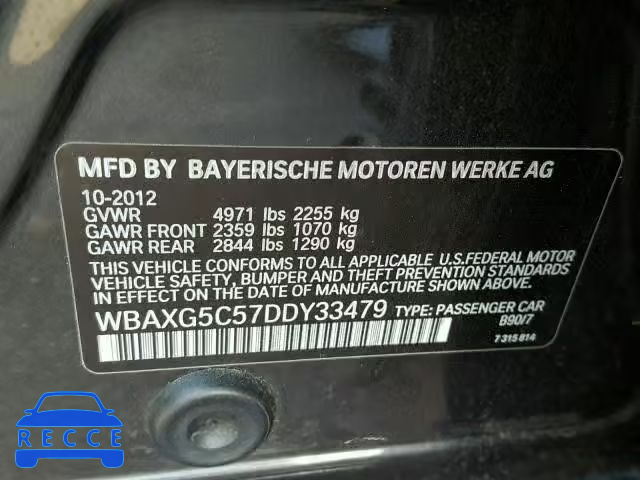 MFD BY BAYERISCHE MOTOREN WERKE AG
10-2012
GVWR 4971 lbs 2255 kg
GAWR FRONT 2359 lbs 1070 kg
GAWR REAR 2844 lbs 1290 kg
THIS VEHICLE CONFORMS TO ALL APPLICABLE U.S.FEDERAL MOTOR
VEHICLE SAFETY, BUMPER AND THEFT PREVENTION STANDARDS
IN EFFECT ON THE DATE OF MANUFACTURE SHOWN ABOVE.
WBAXG5C57DDY33479 TYPE: PASSENGER CAR
B90/7
7315814
RECCE